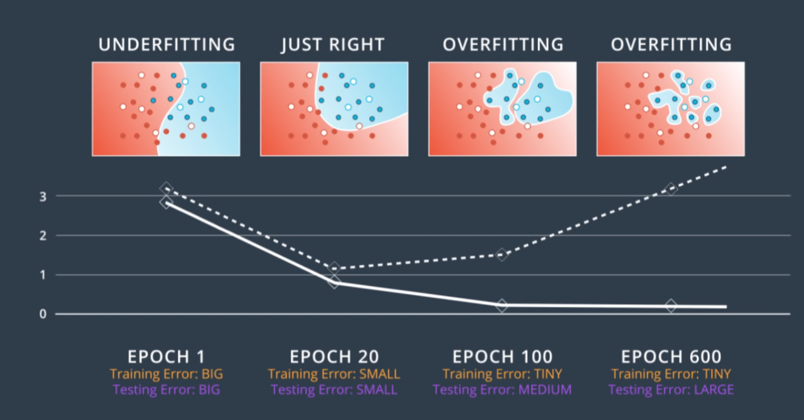 UNDERFITTING
JUST RIGHT
OVERFITTING
OVERFITTING
3
2
1
0
EPOCH 1
Training Error: BIG
Testing Error: BIG
EPOCH 20
Training Error: SMALL
Testing Error: SMALL
EPOCH 100
Training Error: TINY
Testing Error: MEDIUM
EPOCH 600
Training Error: TINY
Testing Error: LARGE